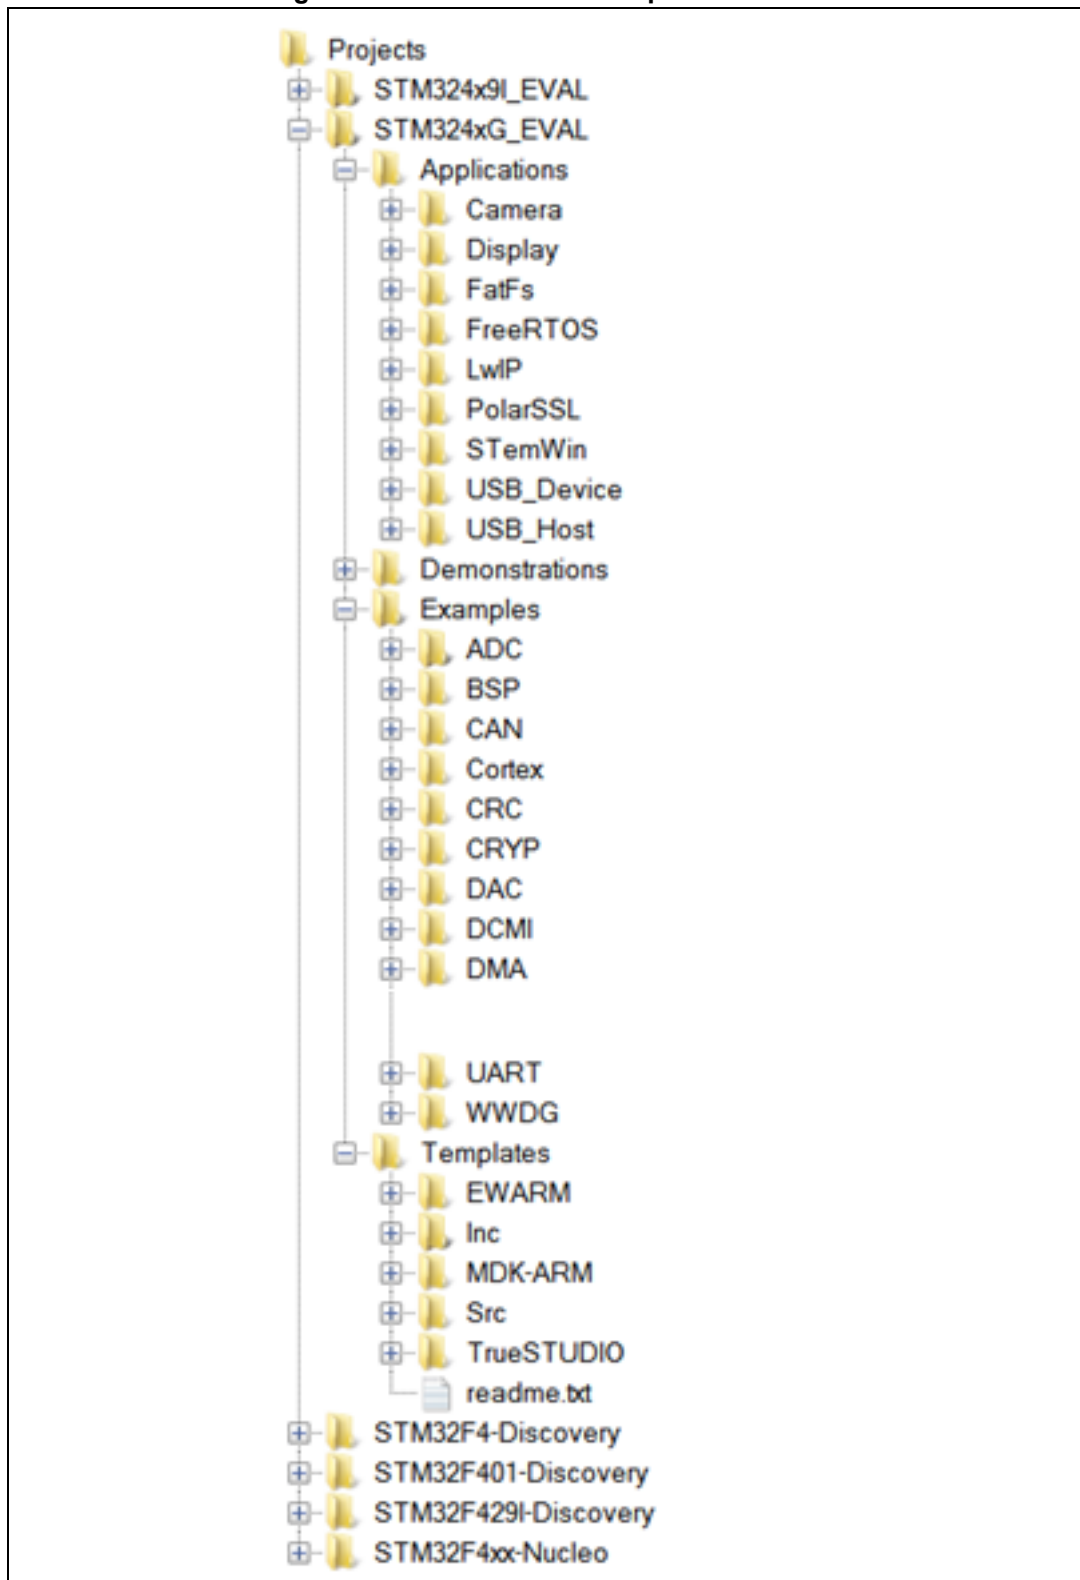 Projects
STM324x9I_EVAL
STM324xG_EVAL
Applications
Camera
Display
FatFs
FreeRTOS
LwIP
PolarSSL
STemWin
USB_Device
USB_Host
Demonstrations
Examples
ADC
BSP
CAN
Cortex
CRC
CRYP
DAC
DCMI
DMA
UART
WWDG
Templates
EWARM
Inc
MDK-ARM
Src
TrueSTUDIO
readme.txt
STM32F4-Discovery
STM32F401-Discovery
STM32F429I-Discovery
STM32F4xx-Nucleo